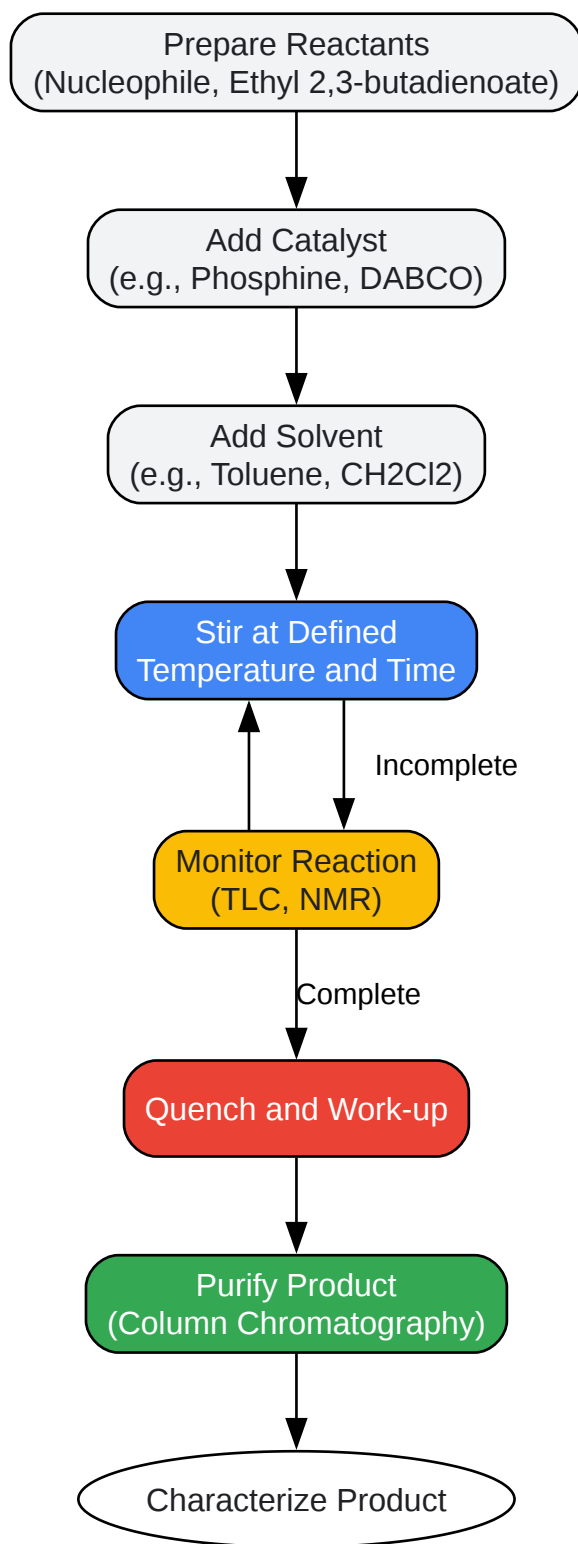 Prepare Reactants
(Nucleophile, Ethyl 2,3-butadienoate)
Add Catalyst
(e.g., Phosphine, DABCO)
Add Solvent
(e.g., Toluene, CH2Cl2)
Stir at Defined
Temperature and Time
Incomplete
Monitor Reaction
(TLC, NMR)
Complete
Quench and Work-up
Purify Product
(Column Chromatography)
Characterize Product